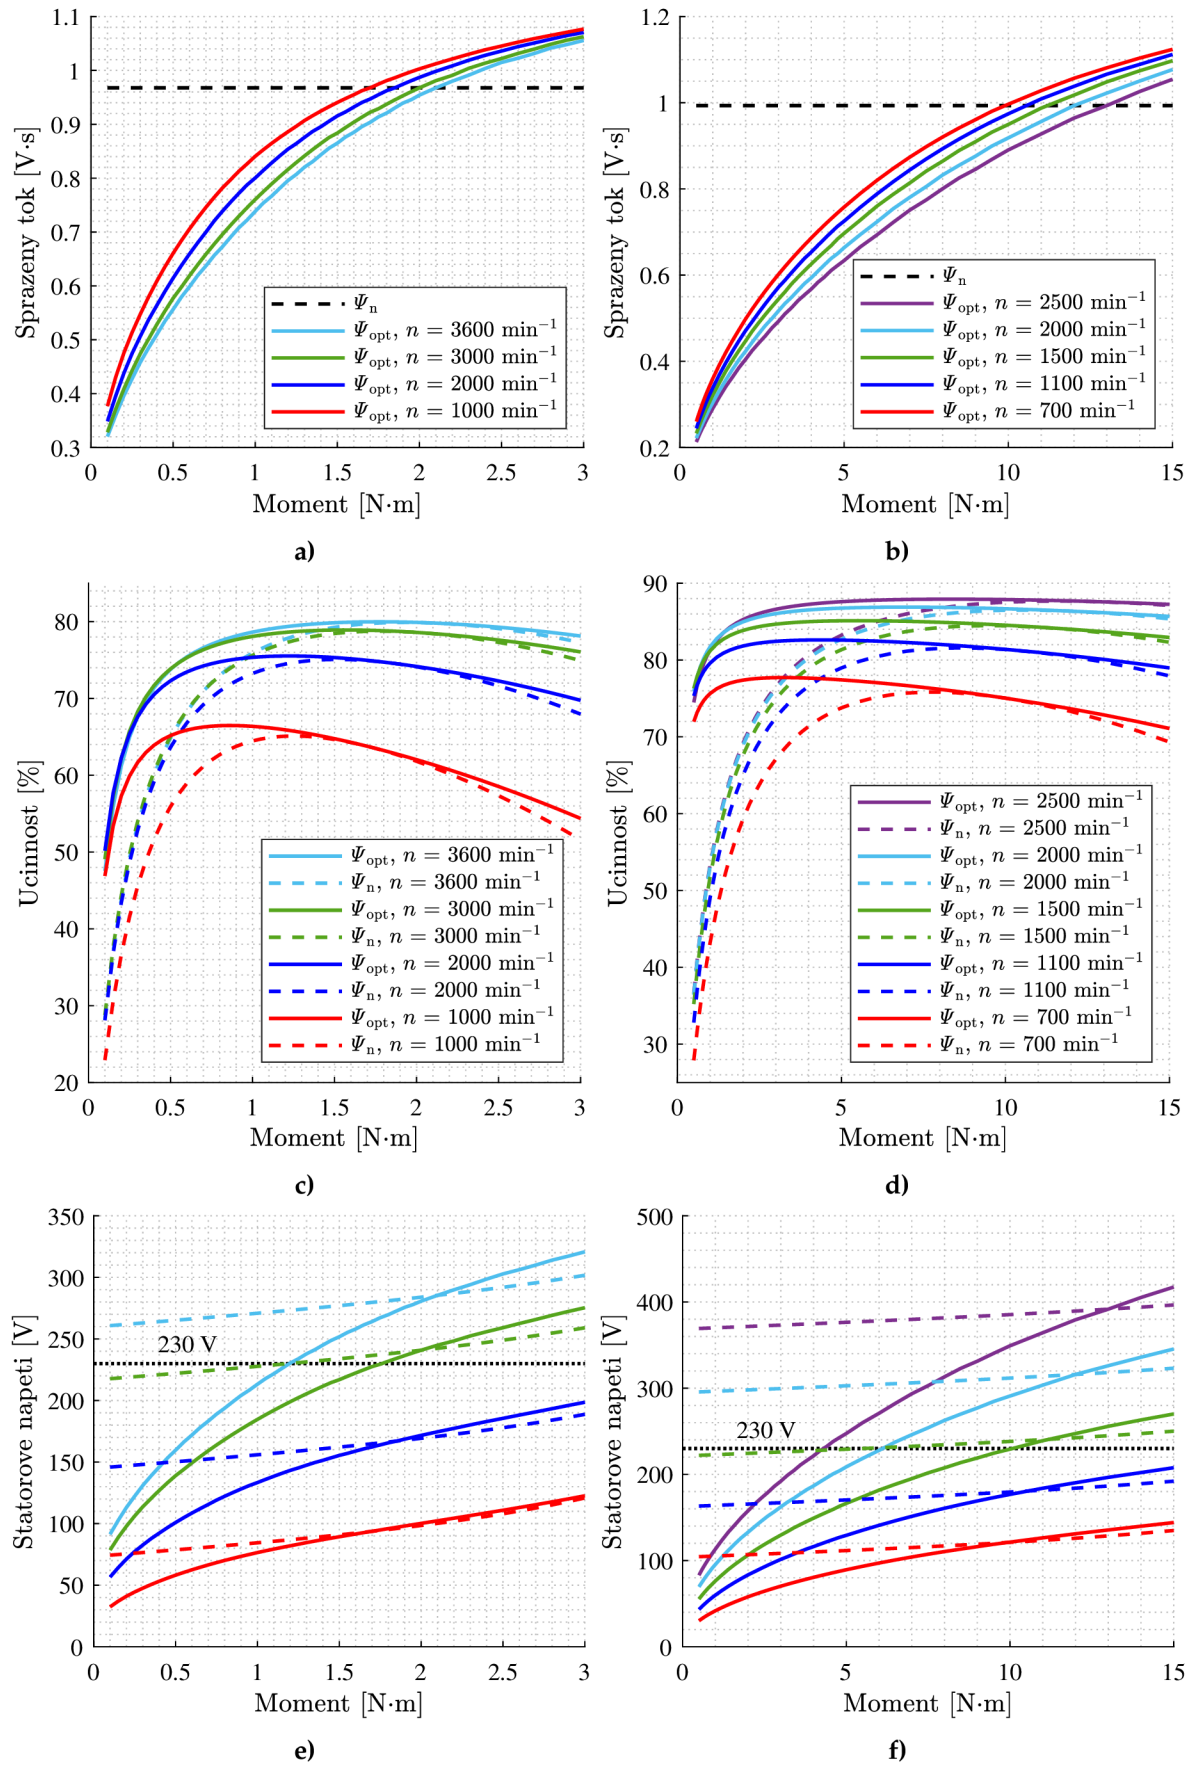 1.1
1
0.9
0.8
0.7
0.6
0.5
0.4
0.3
Sprazeny tok [V·s]
Ψn
Ψopt, n = 3600 min−1
Ψopt, n = 3000 min−1
Ψopt, n = 2000 min−1
Ψopt, n = 1000 min−1
0 0.5 1 1.5 2 2.5 3
Moment [N·m]
a)
1.2
1
0.8
0.6
0.4
0.2
Sprazeny tok [V·s]
Ψn
Ψopt, n = 2500 min−1
Ψopt, n = 2000 min−1
Ψopt, n = 1500 min−1
Ψopt, n = 1100 min−1
Ψopt, n = 700 min−1
0 5 10 15
Moment [N·m]
b)
80
70
60
50
40
30
20
Ucinnost [%]
Ψopt, n = 3600 min−1
Ψn, n = 3600 min−1
Ψopt, n = 3000 min−1
Ψn, n = 3000 min−1
Ψopt, n = 2000 min−1
Ψn, n = 2000 min−1
Ψopt, n = 1000 min−1
Ψn, n = 1000 min−1
0 0.5 1 1.5 2 2.5 3
Moment [N·m]
c)
90
80
70
60
50
40
30
Ucinnost [%]
Ψopt, n = 2500 min−1
Ψn, n = 2500 min−1
Ψopt, n = 2000 min−1
Ψn, n = 2000 min−1
Ψopt, n = 1500 min−1
Ψn, n = 1500 min−1
Ψopt, n = 1100 min−1
Ψn, n = 1100 min−1
Ψopt, n = 700 min−1
Ψn, n = 700 min−1
0 5 10 15
Moment [N·m]
d)
350
300
250
200
150
100
50
0
Statorove napeti [V]
230 V
0 0.5 1 1.5 2 2.5 3
Moment [N·m]
e)
500
400
300
200
100
0
Statorove napeti [V]
230 V
0 5 10 15
Moment [N·m]
f)